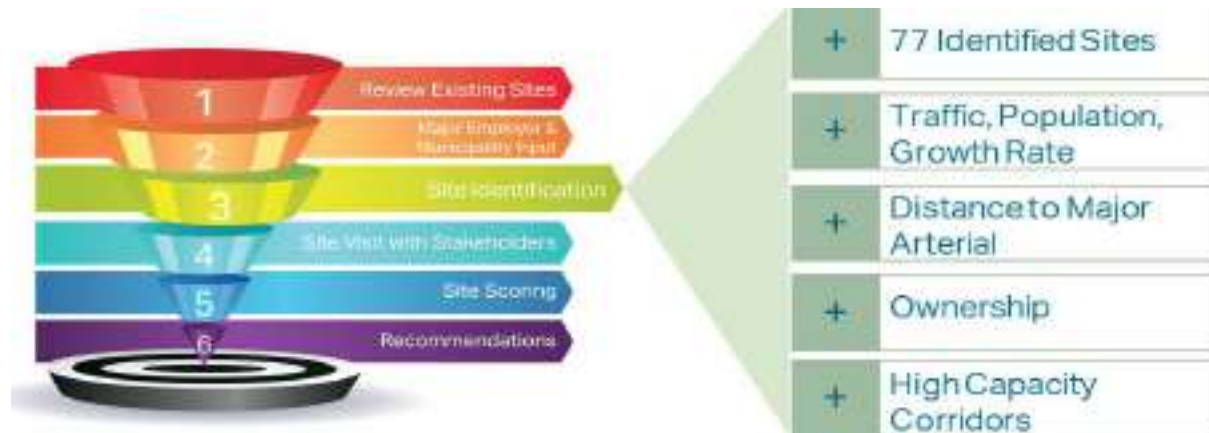 1
Review Existing Sites
2
Major Employer &
Municipality Input
3
Site Identification
4
Site Visit with Stakeholders
5
Site Scoring
6
Recommendations
+ 77 Identified Sites
+ Traffic, Population,
Growth Rate
+ Distance to Major
Arterial
+ Ownership
+ High Capacity
Corridors